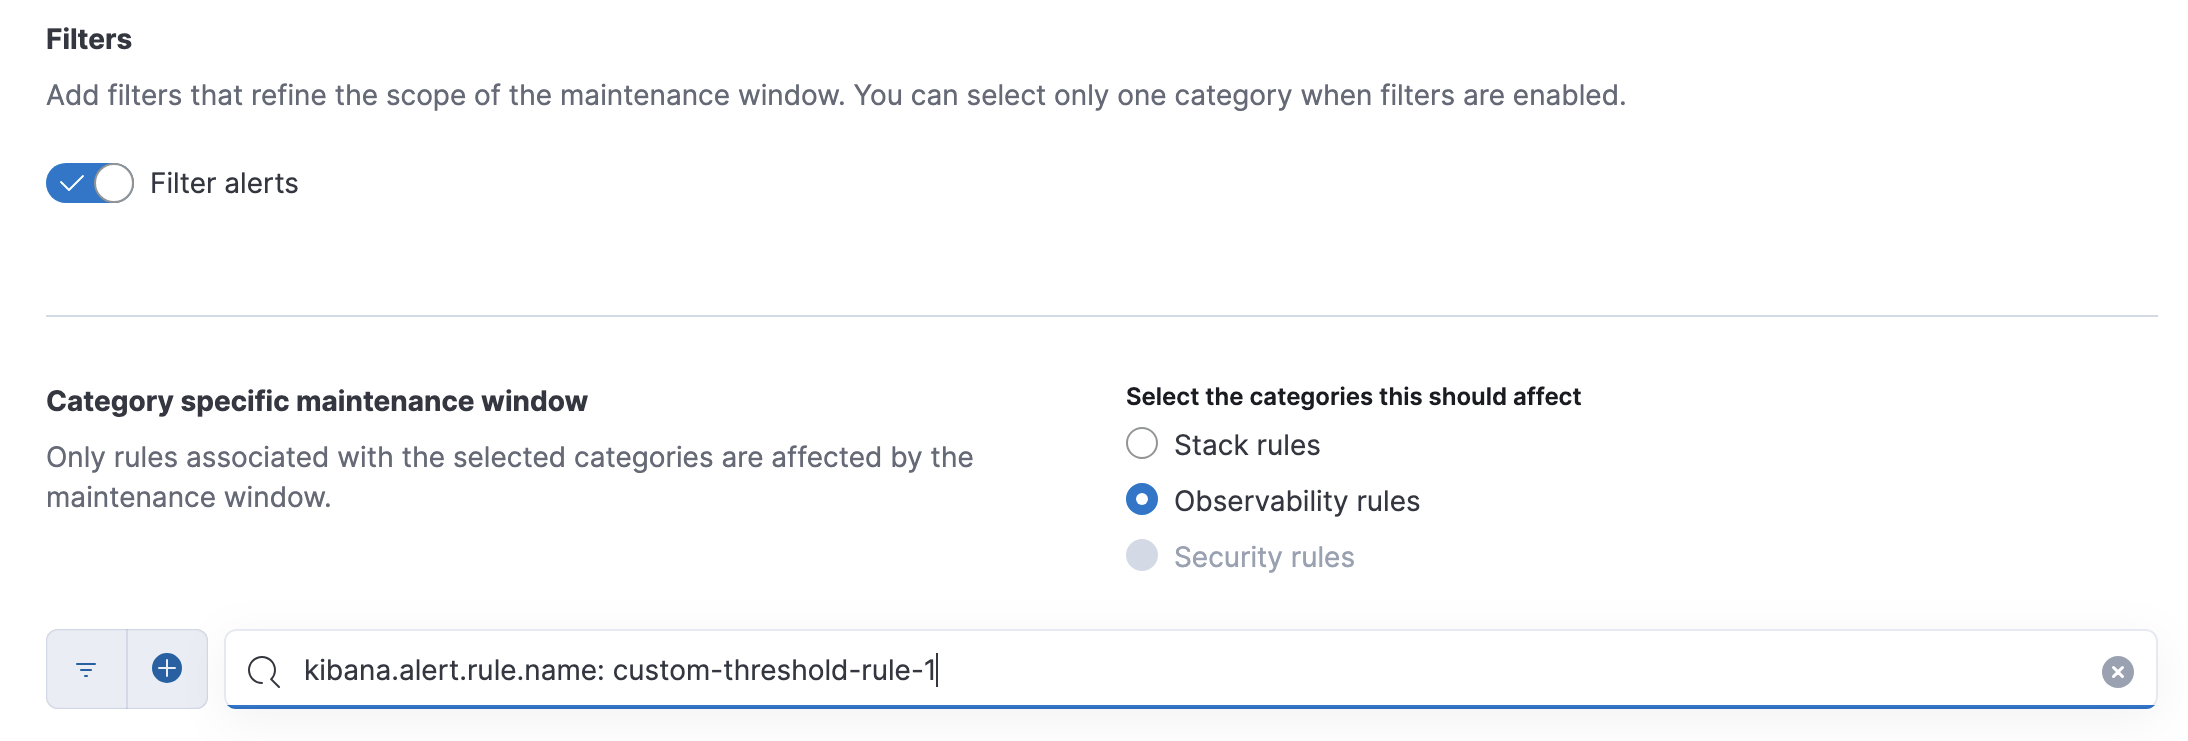 Filters
Add filters that refine the scope of the maintenance window. You can select only one category when filters are enabled.
Filter alerts
Category specific maintenance window
Only rules associated with the selected categories are affected by the
maintenance window.
Select the categories this should affect
Stack rules
Observability rules
Security rules
kibana.alert.rule.name: custom-threshold-rule-1